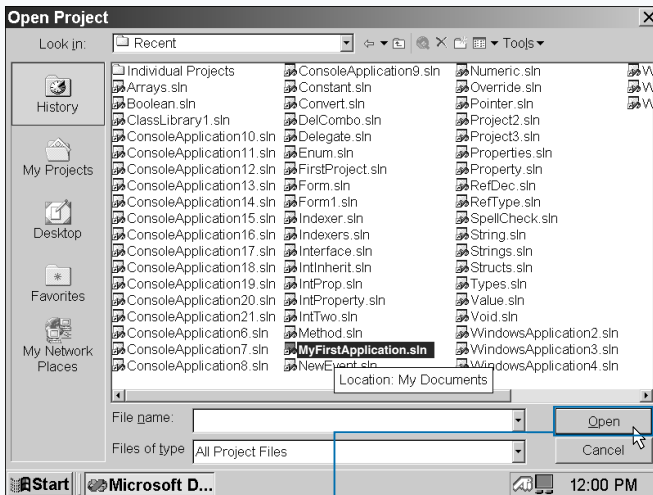 Open Project
Look in:
Recent
Tools
History
My Projects
Desktop
Favorites
My Network
Places
Individual Projects
Arrays.sln
Boolean.sln
ClassLibrary1.sln
ConsoleApplication10.sln
ConsoleApplication11.sln
ConsoleApplication12.sln
ConsoleApplication13.sln
ConsoleApplication14.sln
ConsoleApplication15.sln
ConsoleApplication16.sln
ConsoleApplication17.sln
ConsoleApplication18.sln
ConsoleApplication19.sln
ConsoleApplication20.sln
ConsoleApplication21.sln
ConsoleApplication6.sln
ConsoleApplication7.sln
ConsoleApplication8.sln
ConsoleApplication9.sln
Constant.sln
Convert.sln
DelCombo.sln
Delegate.sln
Enum.sln
FirstProject.sln
Form.sln
Form1.sln
Indexer.sln
Indexers.sln
Interface.sln
IntInherit.sln
IntProp.sln
IntProperty.sln
IntTwo.sln
Method.sln
MyFirstApplication.sln
NewEvent.sln
Location: My Documents
Numeric.sln
Override.sln
Pointer.sln
Project2.sln
Project3.sln
Properties.sln
Property.sln
RefDec.sln
RefType.sln
SpellCheck.sln
String.sln
Strings.sln
Structs.sln
Types.sln
Value.sln
Void.sln
WindowsApplication2.sln
WindowsApplication3.sln
WindowsApplication4.sln
File name:
Open
Files of type
All Project Files
Cancel
Start
Microsoft D...
12:00 PM